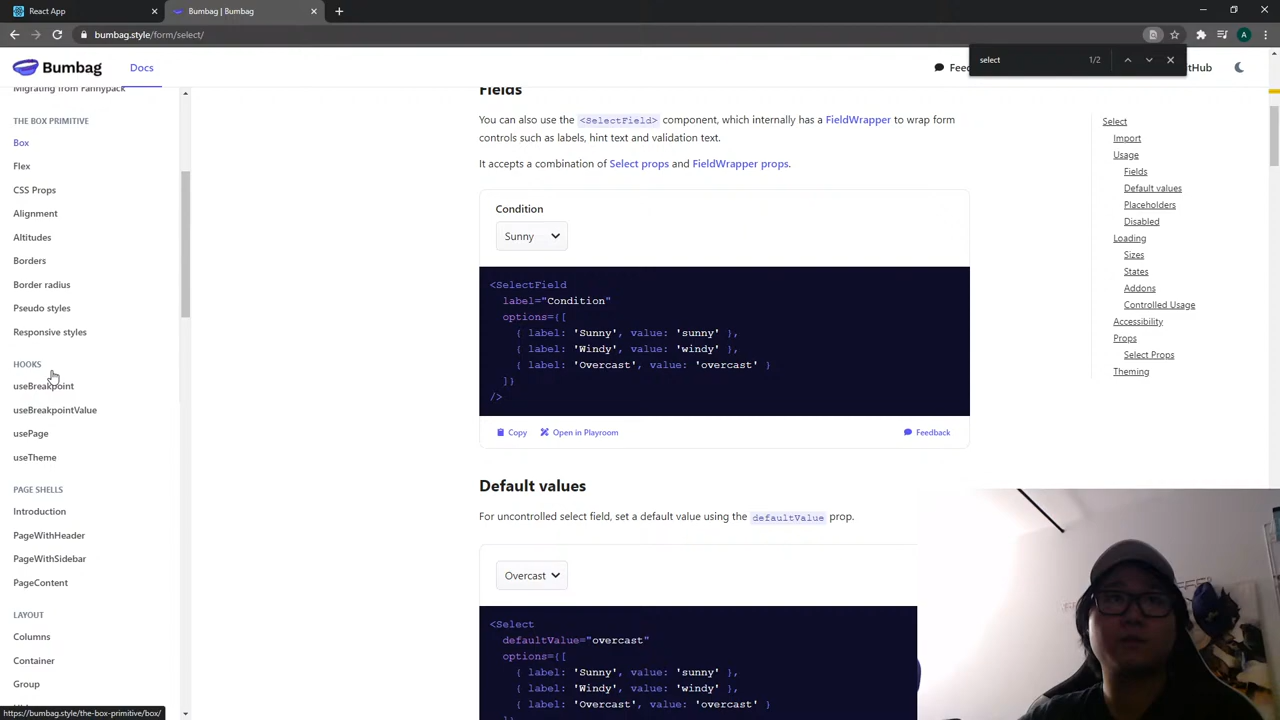 React App
Bumbag | Bumbag
bumbag.style/form/select/
select
1/2
A
Bumbag
Docs
Migrating from Fannypack
THE BOX PRIMITIVE
Box
Flex
CSS Props
Alignment
Altitudes
Borders
Border radius
Pseudo styles
Responsive styles
HOOKS
useBreakpoint
useBreakpointValue
usePage
useTheme
PAGE SHELLS
Introduction
PageWithHeader
PageWithSidebar
PageContent
LAYOUT
Columns
Container
Group
https://bumbag.style/the-box-primitive/box/
Fields
You can also use the <SelectField> component, which internally has a FieldWrapper to wrap form
controls such as labels, hint text and validation text.
It accepts a combination of Select props and FieldWrapper props.
Condition
Sunny
<SelectField
label="Condition"
options={[
{ label: 'Sunny', value: 'sunny' },
{ label: 'Windy', value: 'windy' },
{ label: 'Overcast', value: 'overcast' }
]}
/>
Copy
Open in Playroom
Feedback
Default values
For uncontrolled select field, set a default value using the defaultValue prop.
Overcast
<Select
defaultValue="overcast"
options={[
{ label: 'Sunny', value: 'sunny' },
{ label: 'Windy', value: 'windy' },
{ label: 'Overcast', value: 'overcast' }
Select
Import
Usage
Fields
Default values
Placeholders
Disabled
Loading
Sizes
States
Addons
Controlled Usage
Accessibility
Props
Select Props
Theming